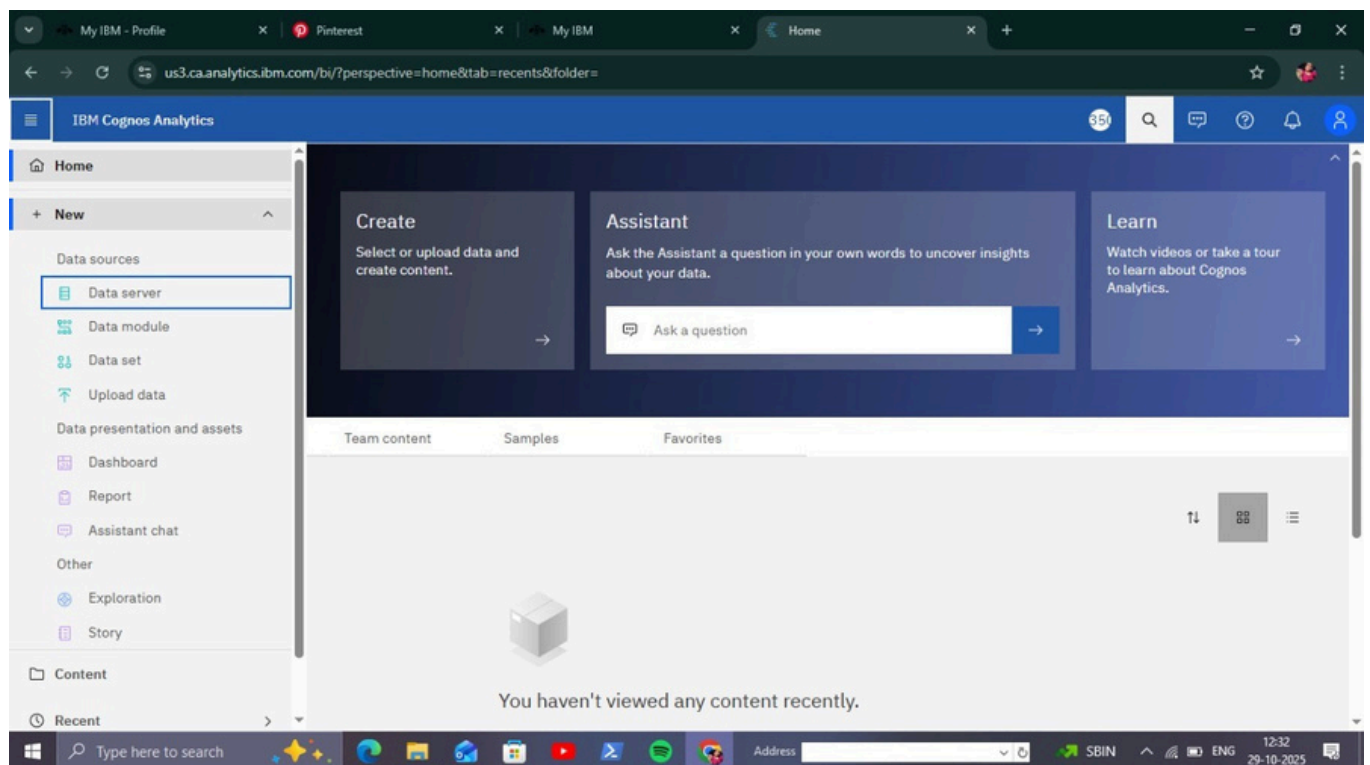 My IBM - Profile
Pinterest
My IBM
Home
us3.ca.analytics.ibm.com/bi/?perspective=home&tab=recents&folder=
IBM Cognos Analytics
350
Home
New
Data sources
Data server
Data module
Data set
Upload data
Data presentation and assets
Dashboard
Report
Assistant chat
Other
Exploration
Story
Content
Recent
Create
Select or upload data and
create content.
Assistant
Ask the Assistant a question in your own words to uncover insights
about your data.
Ask a question
Learn
Watch videos or take a tour
to learn about Cognos
Analytics.
Team content
Samples
Favorites
You haven't viewed any content recently.
Type here to search
Address
SBIN
ENG
12:32
29-10-2025